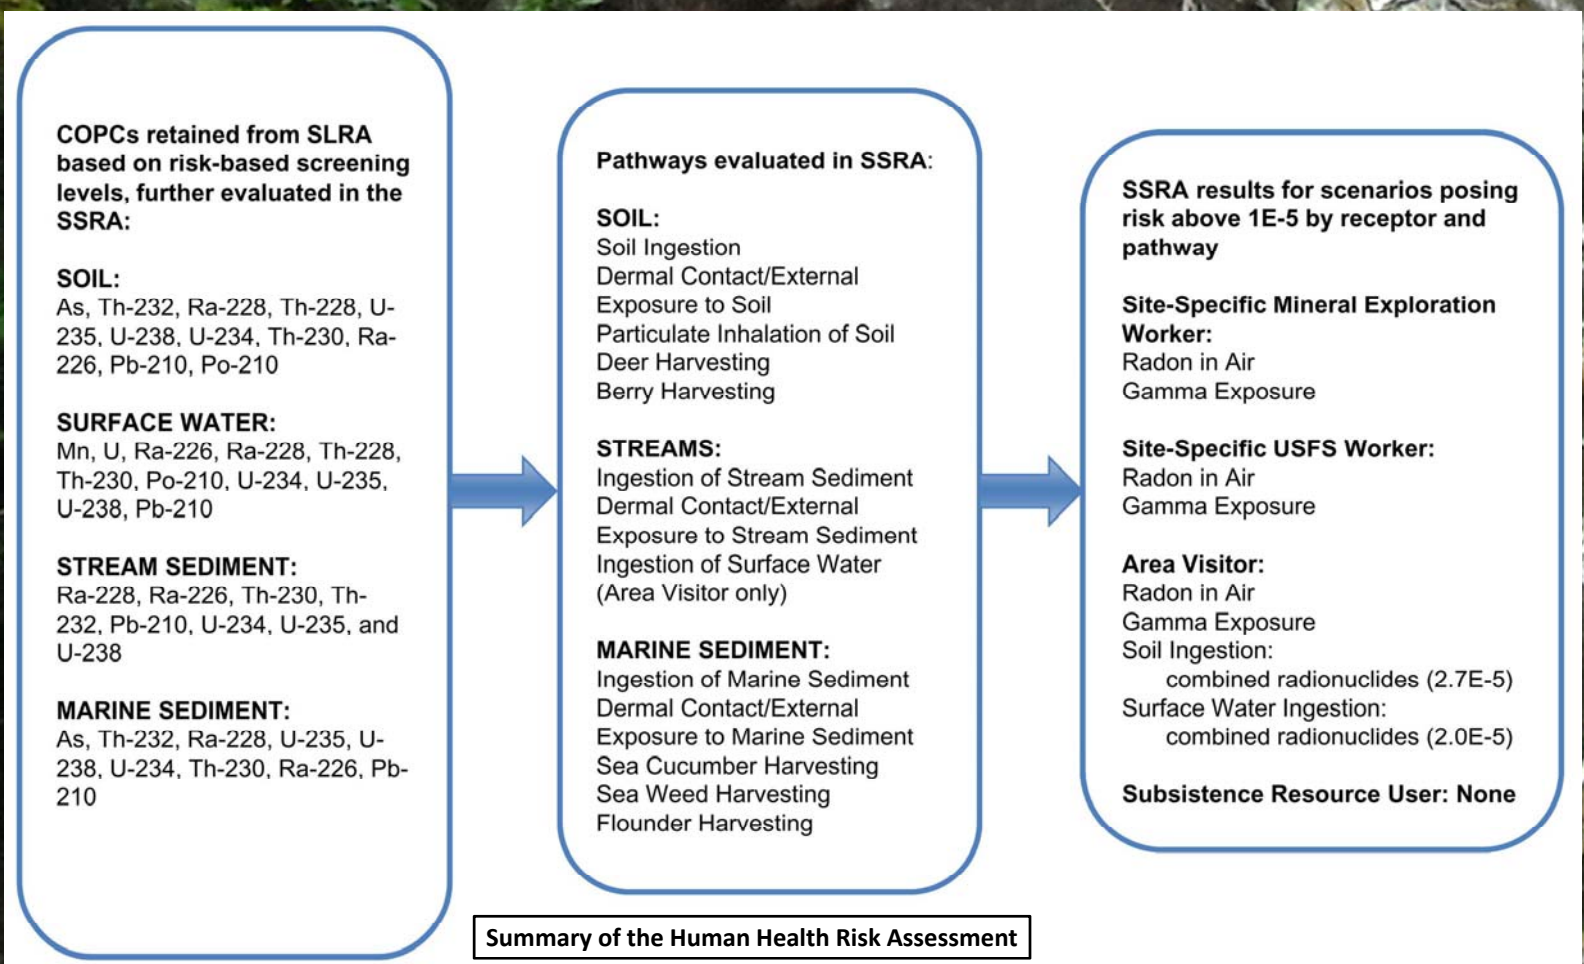 COPCs retained from SLRA
based on risk-based screening
levels, further evaluated in the
SSRA:
SOIL:
As, Th-232, Ra-228, Th-228, U-
235, U-238, U-234, Th-230, Ra-
226, Pb-210, Po-210
SURFACE WATER:
Mn, U, Ra-226, Ra-228, Th-228,
Th-230, Po-210, U-234, U-235,
U-238, Pb-210
STREAM SEDIMENT:
Ra-228, Ra-226, Th-230, Th-
232, Pb-210, U-234, U-235, and
U-238
MARINE SEDIMENT:
As, Th-232, Ra-228, U-235, U-
238, U-234, Th-230, Ra-226, Pb-
210
Pathways evaluated in SSRA:
SOIL:
Soil Ingestion
Dermal Contact/External
Exposure to Soil
Particulate Inhalation of Soil
Deer Harvesting
Berry Harvesting
STREAMS:
Ingestion of Stream Sediment
Dermal Contact/External
Exposure to Stream Sediment
Ingestion of Surface Water
(Area Visitor only)
MARINE SEDIMENT:
Ingestion of Marine Sediment
Dermal Contact/External
Exposure to Marine Sediment
Sea Cucumber Harvesting
Sea Weed Harvesting
Flounder Harvesting
SSRA results for scenarios posing
risk above 1E-5 by receptor and
pathway
Site-Specific Mineral Exploration
Worker:
Radon in Air
Gamma Exposure
Site-Specific USFS Worker:
Radon in Air
Gamma Exposure
Area Visitor:
Radon in Air
Gamma Exposure
Soil Ingestion:
combined radionuclides (2.7E-5)
Surface Water Ingestion:
combined radionuclides (2.0E-5)
Subsistence Resource User: None
Summary of the Human Health Risk Assessment